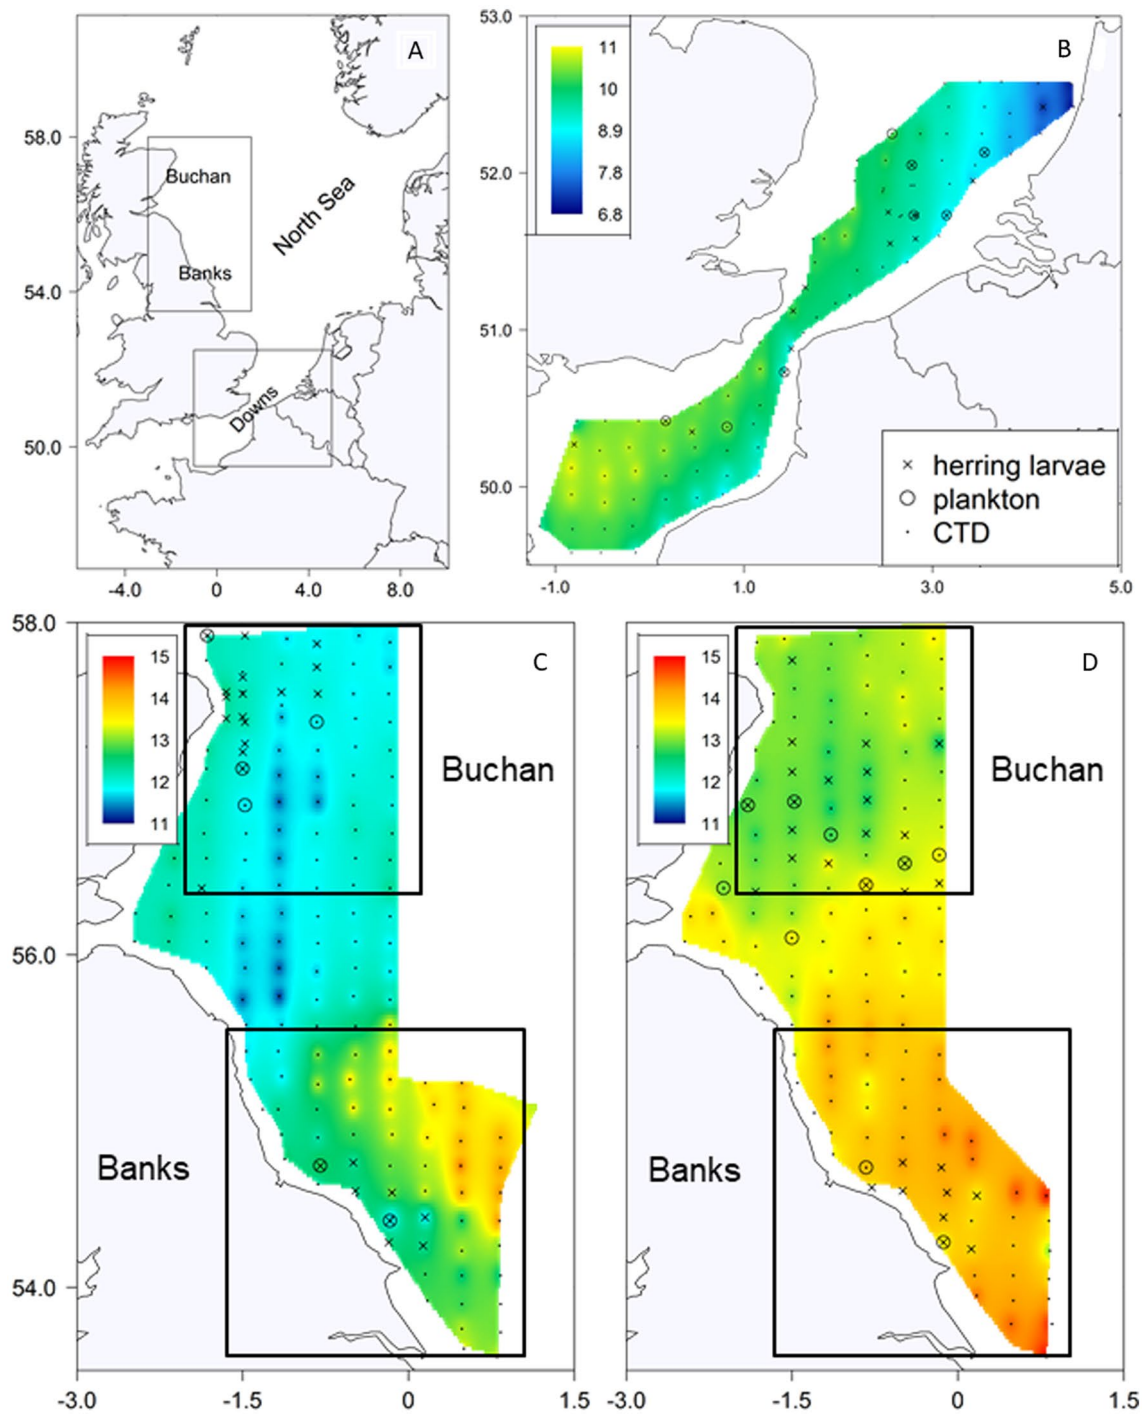 A
58.0
Buchan
North Sea
Banks
54.0
Downs
50.0
-4.0 0 4.0 8.0
B
53.0
11
10
8.9
7.8
6.8
52.0
51.0
50.0
herring larvae
plankton
CTD
-1.0 1.0 3.0 5.0
C
58.0
15
14
13
12
11
Buchan
56.0
Banks
54.0
-3.0 -1.5 0 1.5
D
15
14
13
12
11
Buchan
Banks
-3.0 -1.5 0 1.5